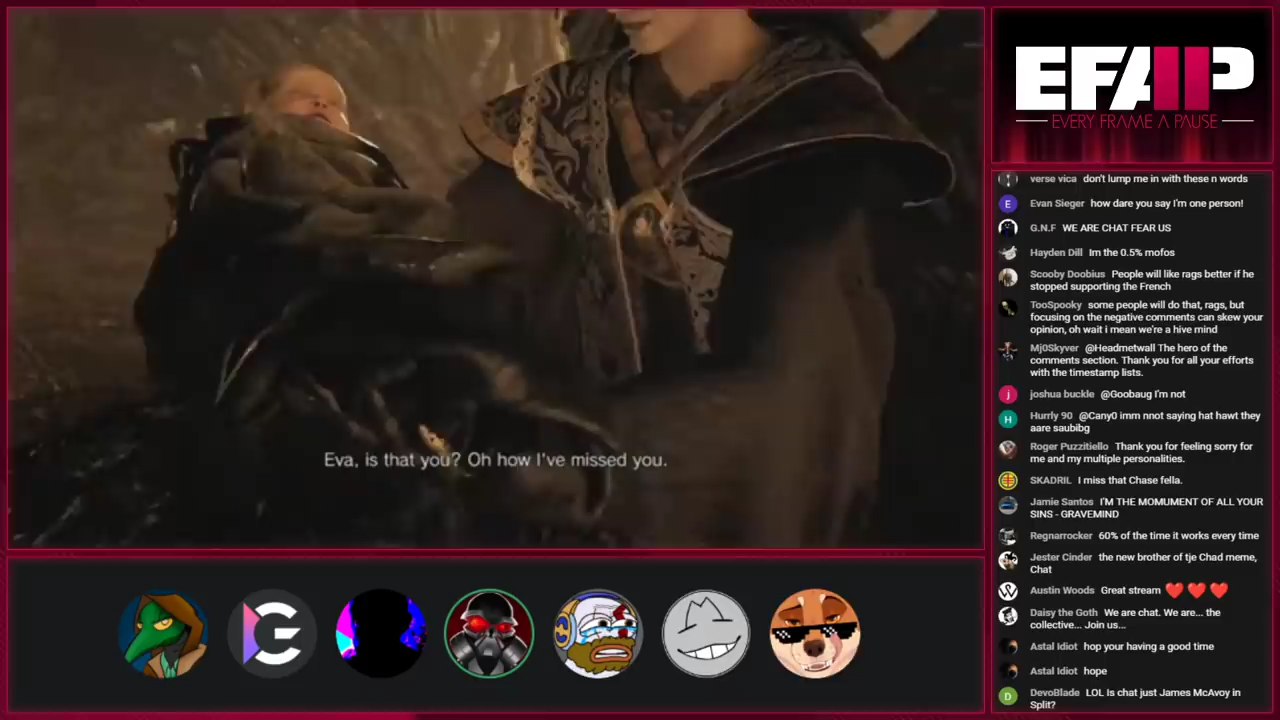 Eva, is that you? Oh how I've missed you.
EFAP
EVERY FRAME A PAUSE
verse vica don't lump me in with these n words
E
Evan Sieger how dare you say I'm one person!
G.N.F WE ARE CHAT FEAR US
Hayden Dill Im the 0.5% mofos
Scooby Doobius People will like rags better if he
stopped supporting the French
TooSpooky some people will do that, rags, but
focusing on the negative comments can skew your
opinion, oh wait i mean we're a hive mind
Mj0Skyver @Headmetwall The hero of the
comments section. Thank you for all your efforts
with the timestamp lists.
j
joshua buckle @Goobaug I'm not
H
Hurrly 90 @Cany0 imm nnot saying hat hawt they
aare saubibg
Roger Puzzitiello Thank you for feeling sorry for
me and my multiple personalities.
SKADRIL I miss that Chase fella.
Jamie Santos I'M THE MOMUMENT OF ALL YOUR
SINS - GRAVEMIND
Regnarrocker 60% of the time it works every time
Jester Cinder the new brother of tje Chad meme,
Chat
W
Austin Woods Great stream ❤️ ❤️ ❤️
Daisy the Goth We are chat. We are... the
collective... Join us...
Astal Idiot hop your having a good time
Astal Idiot hope
D
DevoBlade LOL Is chat just James McAvoy in
Split?